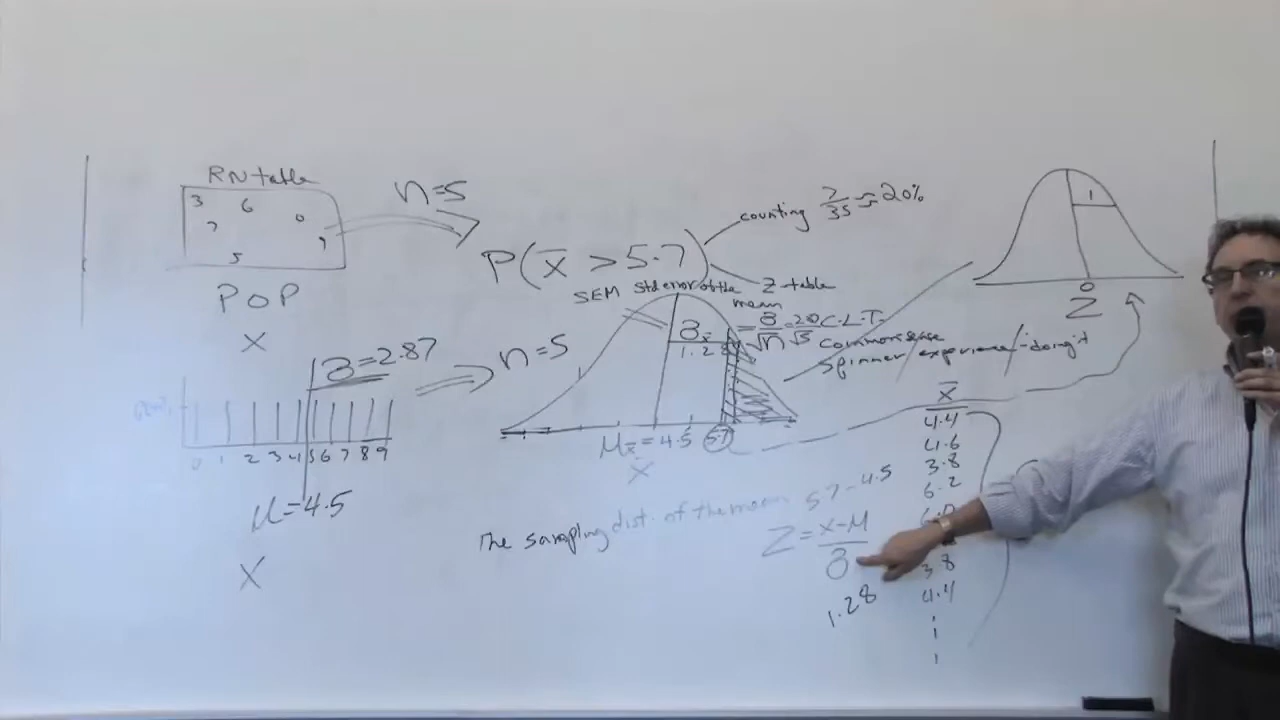 RN table
3 6 0
7 9
5
POP
X
n=5
P(x̄ > 5.7)
counting 7/35 ≈ 20%
Z-table
SEM Std error of the mean
σx̄ = σ/√n = 2.87/√5
1.28
C.L.T.
Common sense
Spinner experience / doing it
n=5
μx̄ = 4.5 5.7
x̄
The sampling dist. of the mean
σ=2.87
0 1 2 3 4 5 6 7 8 9
μ=4.5
X
1
0
Z
5.7-4.5
Z = x-μ/σ
1.28
x̄
4.4
4.6
3.8
6.2
3.8
4.4